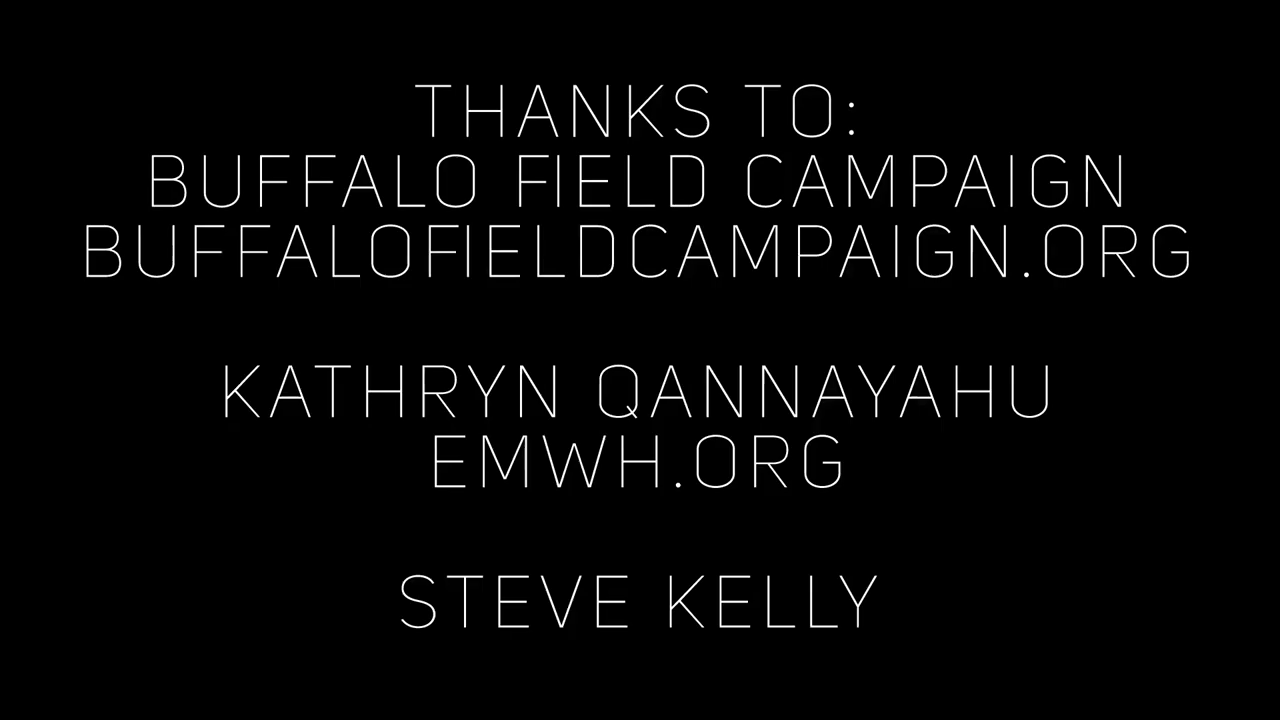 THANKS TO:
BUFFALO FIELD CAMPAIGN
BUFFALOFIELDCAMPAIGN.ORG
KATHRYN QANNAYAHU
EMWH.ORG
STEVE KELLY